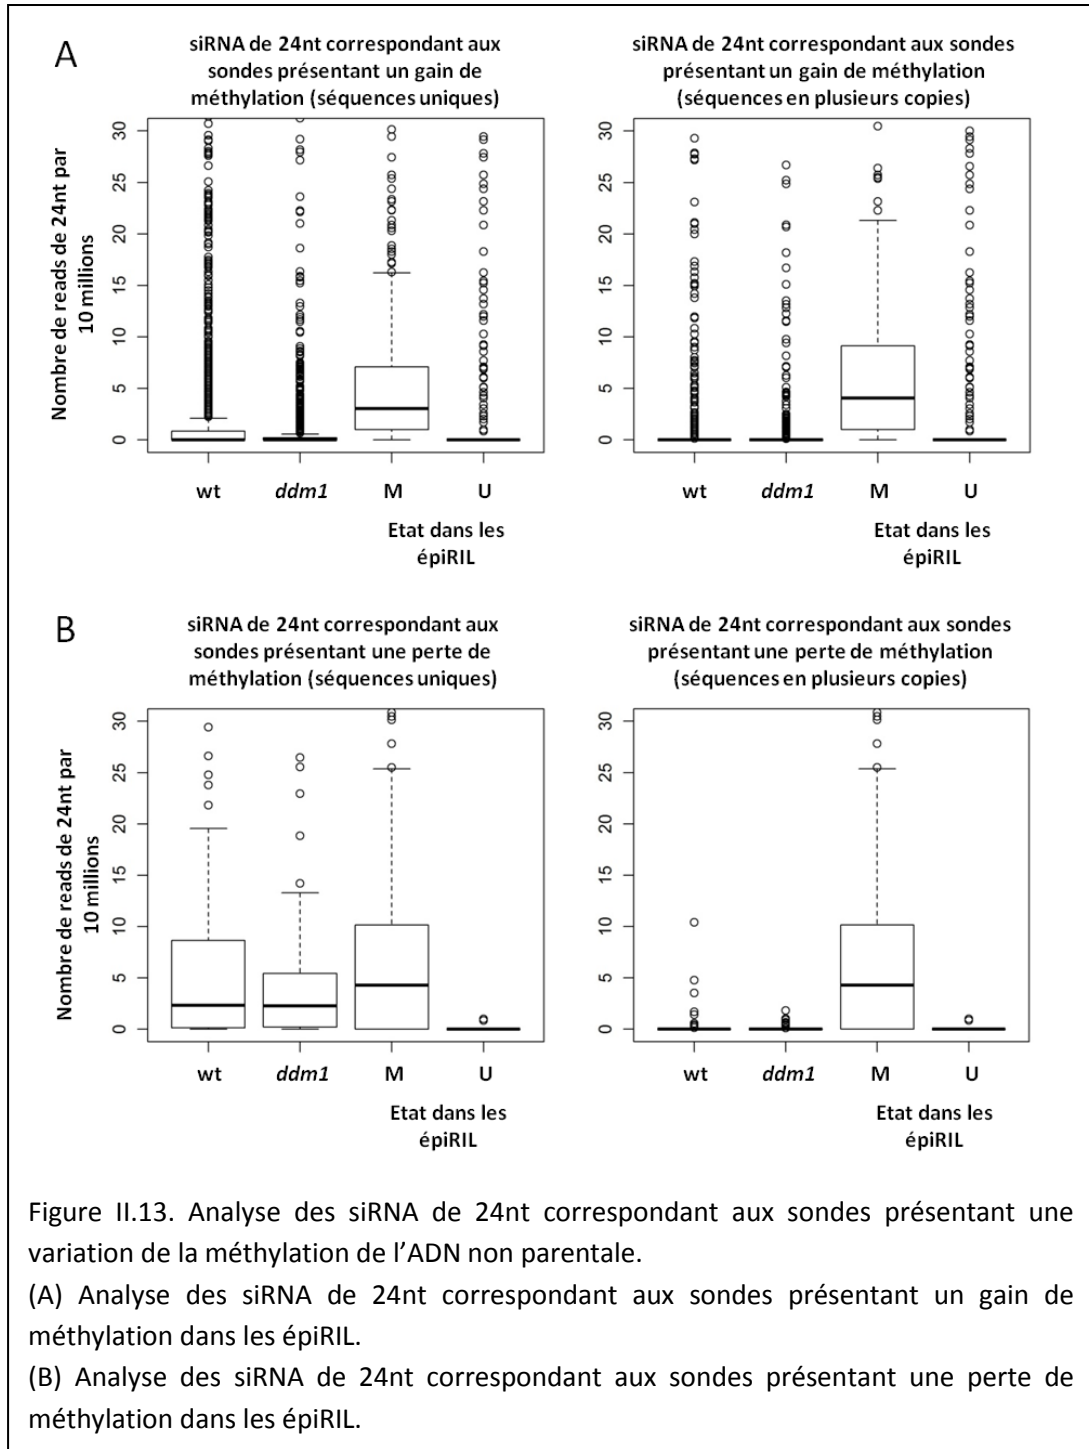 A
siRNA de 24nt correspondant aux
sondes présentant un gain de
méthylation (séquences uniques)
siRNA de 24nt correspondant aux sondes
présentant un gain de méthylation
(séquences en plusieurs copies)
Nombre de reads de 24nt par
10 millions
30
25
20
15
10
5
0
30
25
20
15
10
5
0
wt
ddm1
M
U
wt
ddm1
M
U
Etat dans les
épiRIL
Etat dans les
épiRIL
B
siRNA de 24nt correspondant aux
sondes présentant une perte de
méthylation (séquences uniques)
siRNA de 24nt correspondant aux sondes
présentant une perte de méthylation
(séquences en plusieurs copies)
Nombre de reads de 24nt par
10 millions
30
25
20
15
10
5
0
30
25
20
15
10
5
0
wt
ddm1
M
U
wt
ddm1
M
U
Etat dans les
épiRIL
Etat dans les
épiRIL
Figure II.13. Analyse des siRNA de 24nt correspondant aux sondes présentant une
variation de la méthylation de l’ADN non parentale.
(A) Analyse des siRNA de 24nt correspondant aux sondes présentant un gain de
méthylation dans les épiRIL.
(B) Analyse des siRNA de 24nt correspondant aux sondes présentant une perte de
méthylation dans les épiRIL.